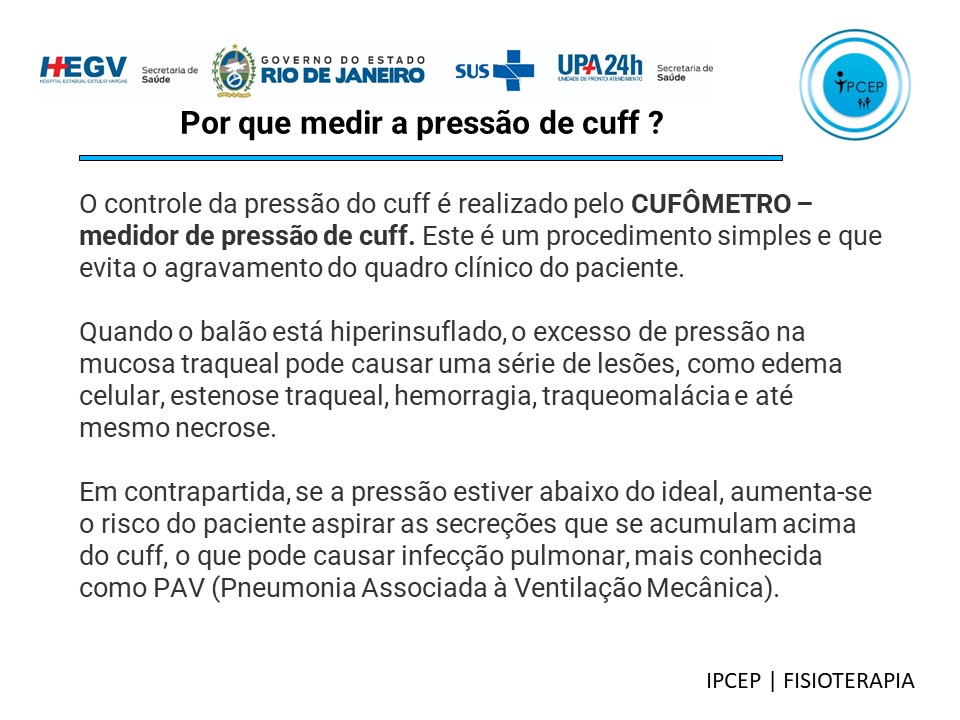 HEGV
HOSPITAL ESTADUAL GETÚLIO VARGAS
Secretaria de
Saúde
GOVERNO DO ESTADO
RIO DE JANEIRO
SUS
UPA 24h
UNIDADE DE PRONTO ATENDIMENTO
Secretaria de
Saúde
IPCEP
Por que medir a pressão de cuff ?
O controle da pressão do cuff é realizado pelo CUFÔMETRO –
medidor de pressão de cuff. Este é um procedimento simples e que
evita o agravamento do quadro clínico do paciente.
Quando o balão está hiperinsuflado, o excesso de pressão na
mucosa traqueal pode causar uma série de lesões, como edema
celular, estenose traqueal, hemorragia, traqueomalácia e até
mesmo necrose.
Em contrapartida, se a pressão estiver abaixo do ideal, aumenta-se
o risco do paciente aspirar as secreções que se acumulam acima
do cuff, o que pode causar infecção pulmonar, mais conhecida
como PAV (Pneumonia Associada à Ventilação Mecânica).
IPCEP | FISIOTERAPIA